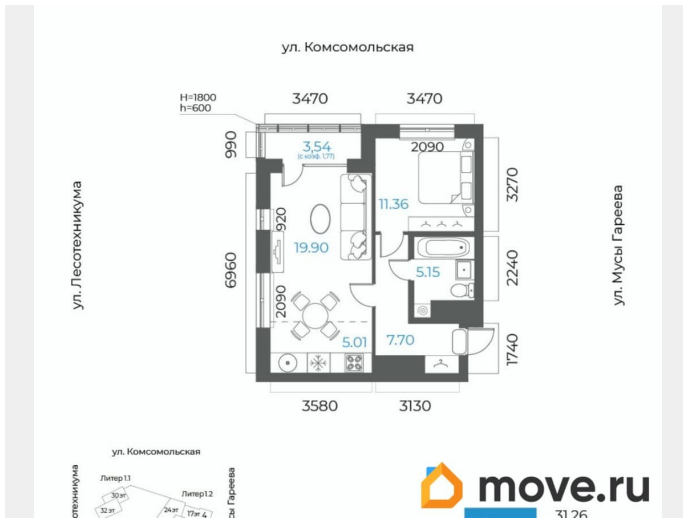 ул. Комсомольская
H=1800
h=600
3470
3470
990
3,54
(с коэф. 1,77)
2090
3270
11.36
920
19.90
6960
ул. Лесотехникума
ул. Мусы Гареева
5.15
2240
2090
5.01
7.70
1740
3580
3130
ул. Комсомольская
Литер 1.1
30 эт
32 эт
Литер 1.2
24 эт
17 эт
4
move.ru
31.26